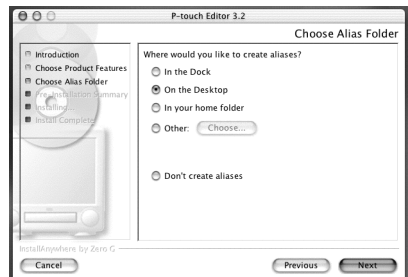 P-touch Editor 3.2
Choose Alias Folder
Introduction
Choose Product Features
Choose Alias Folder
Pre-Installation Summary
Installing...
Install Complete
Where would you like to create aliases?
In the Dock
On the Desktop
In your home folder
Other: Choose...
Don't create aliases
InstallAnywhere by Zero G
Cancel
Previous
Next